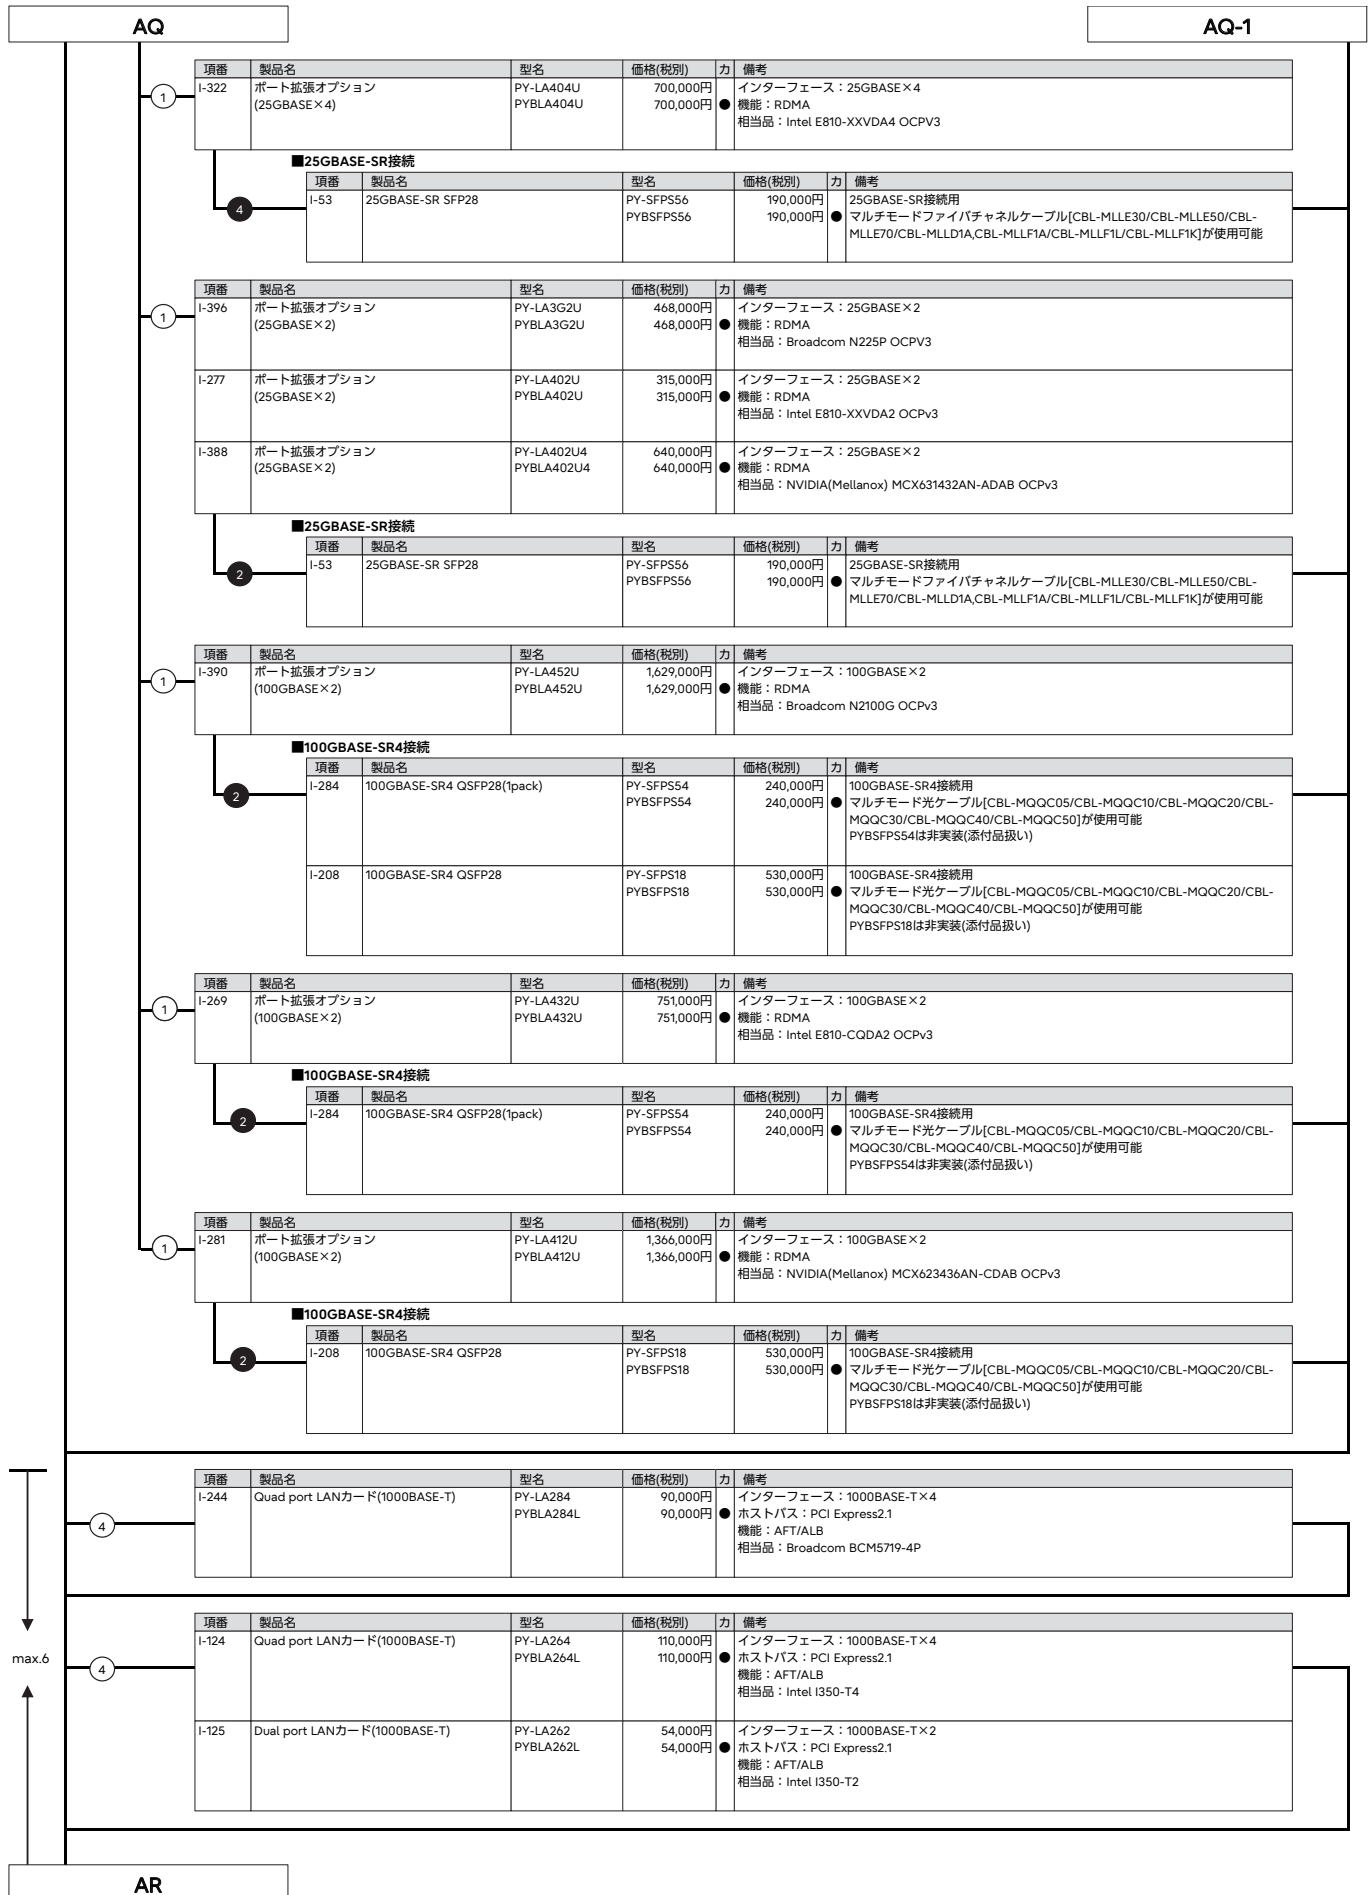 AQ
AQ-1
項番 製品名 型名 価格(税別) カ 備考
I-322 ポート拡張オプション PY-LA404U 700,000円 インターフェース:25GBASE×4
(25GBASE×4) PYBLA404U 700,000円 ● 機能:RDMA
相当品:Intel E810-XXVDA4 OCPV3
1
■25GBASE-SR接続
項番 製品名 型名 価格(税別) カ 備考
I-53 25GBASE-SR SFP28 PY-SFPS56 190,000円 25GBASE-SR接続用
PYBSFPS56 190,000円 ● マルチモードファイバチャネルケーブル[CBL-MLLE30/CBL-MLLE50/CBL-
MLLE70/CBL-MLLD1A,CBL-MLLF1A/CBL-MLLF1L/CBL-MLLF1K]が使用可能
4
項番 製品名 型名 価格(税別) カ 備考
I-396 ポート拡張オプション PY-LA3G2U 468,000円 インターフェース:25GBASE×2
(25GBASE×2) PYBLA3G2U 468,000円 ● 機能:RDMA
相当品:Broadcom N225P OCPV3
1
I-277 ポート拡張オプション PY-LA402U 315,000円 インターフェース:25GBASE×2
(25GBASE×2) PYBLA402U 315,000円 ● 機能:RDMA
相当品:Intel E810-XXVDA2 OCPv3
I-388 ポート拡張オプション PY-LA402U4 640,000円 インターフェース:25GBASE×2
(25GBASE×2) PYBLA402U4 640,000円 ● 機能:RDMA
相当品:NVIDIA(Mellanox) MCX631432AN-ADAB OCPv3
■25GBASE-SR接続
項番 製品名 型名 価格(税別) カ 備考
I-53 25GBASE-SR SFP28 PY-SFPS56 190,000円 25GBASE-SR接続用
PYBSFPS56 190,000円 ● マルチモードファイバチャネルケーブル[CBL-MLLE30/CBL-MLLE50/CBL-
MLLE70/CBL-MLLD1A,CBL-MLLF1A/CBL-MLLF1L/CBL-MLLF1K]が使用可能
2
項番 製品名 型名 価格(税別) カ 備考
I-390 ポート拡張オプション PY-LA452U 1,629,000円 インターフェース:100GBASE×2
(100GBASE×2) PYBLA452U 1,629,000円 ● 機能:RDMA
相当品:Broadcom N2100G OCPv3
1
■100GBASE-SR4接続
項番 製品名 型名 価格(税別) カ 備考
I-284 100GBASE-SR4 QSFP28(1pack) PY-SFPS54 240,000円 100GBASE-SR4接続用
PYBSFPS54 240,000円 ● マルチモード光ケーブル[CBL-MQQC05/CBL-MQQC10/CBL-MQQC20/CBL-
MQQC30/CBL-MQQC40/CBL-MQQC50]が使用可能
PYBSFPS54は非実装(添付品扱い)
2
I-208 100GBASE-SR4 QSFP28 PY-SFPS18 530,000円 100GBASE-SR4接続用
PYBSFPS18 530,000円 ● マルチモード光ケーブル[CBL-MQQC05/CBL-MQQC10/CBL-MQQC20/CBL-
MQQC30/CBL-MQQC40/CBL-MQQC50]が使用可能
PYBSFPS18は非実装(添付品扱い)
項番 製品名 型名 価格(税別) カ 備考
I-269 ポート拡張オプション PY-LA432U 751,000円 インターフェース:100GBASE×2
(100GBASE×2) PYBLA432U 751,000円 ● 機能:RDMA
相当品:Intel E810-CQDA2 OCPv3
1
■100GBASE-SR4接続
項番 製品名 型名 価格(税別) カ 備考
I-284 100GBASE-SR4 QSFP28(1pack) PY-SFPS54 240,000円 100GBASE-SR4接続用
PYBSFPS54 240,000円 ● マルチモード光ケーブル[CBL-MQQC05/CBL-MQQC10/CBL-MQQC20/CBL-
MQQC30/CBL-MQQC40/CBL-MQQC50]が使用可能
PYBSFPS54は非実装(添付品扱い)
2
項番 製品名 型名 価格(税別) カ 備考
I-281 ポート拡張オプション PY-LA412U 1,366,000円 インターフェース:100GBASE×2
(100GBASE×2) PYBLA412U 1,366,000円 ● 機能:RDMA
相当品:NVIDIA(Mellanox) MCX623436AN-CDAB OCPv3
1
■100GBASE-SR4接続
項番 製品名 型名 価格(税別) カ 備考
I-208 100GBASE-SR4 QSFP28 PY-SFPS18 530,000円 100GBASE-SR4接続用
PYBSFPS18 530,000円 ● マルチモード光ケーブル[CBL-MQQC05/CBL-MQQC10/CBL-MQQC20/CBL-
MQQC30/CBL-MQQC40/CBL-MQQC50]が使用可能
PYBSFPS18は非実装(添付品扱い)
2
項番 製品名 型名 価格(税別) カ 備考
I-244 Quad port LANカード(1000BASE-T) PY-LA284 90,000円 インターフェース:1000BASE-T×4
PYBLA284L 90,000円 ● ホストバス:PCI Express2.1
機能:AFT/ALB
相当品:Broadcom BCM5719-4P
4
項番 製品名 型名 価格(税別) カ 備考
I-124 Quad port LANカード(1000BASE-T) PY-LA264 110,000円 インターフェース:1000BASE-T×4
PYBLA264L 110,000円 ● ホストバス:PCI Express2.1
機能:AFT/ALB
相当品:Intel I350-T4
max.6
4
I-125 Dual port LANカード(1000BASE-T) PY-LA262 54,000円 インターフェース:1000BASE-T×2
PYBLA262L 54,000円 ● ホストバス:PCI Express2.1
機能:AFT/ALB
相当品:Intel I350-T2
AR